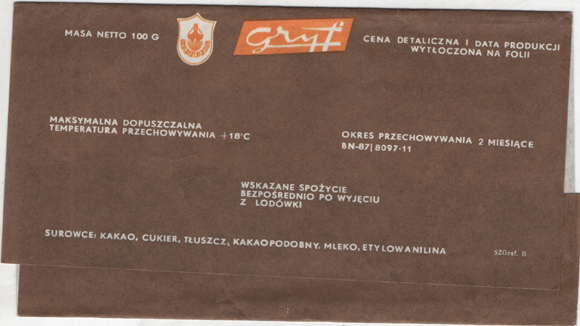 MASA NETTO 100 G
gryf
CENA DETALICZNA I DATA PRODUKCJI
WYTŁOCZONA NA FOLII
MAKSYMALNA DOPUSZCZALNA
TEMPERATURA PRZECHOWYWANIA +18°C
OKRES PRZECHOWYWANIA 2 MIESIĄCE
BN-87|8097-11
WSKAZANE SPOŻYCIE
BEZPOŚREDNIO PO WYJĘCIU
Z LODÓWKI
SUROWCE: KAKAO, CUKIER, TŁUSZCZ, KAKAOPODOBNY. MLEKO, ETYLOWANILINA
SZGraf. B